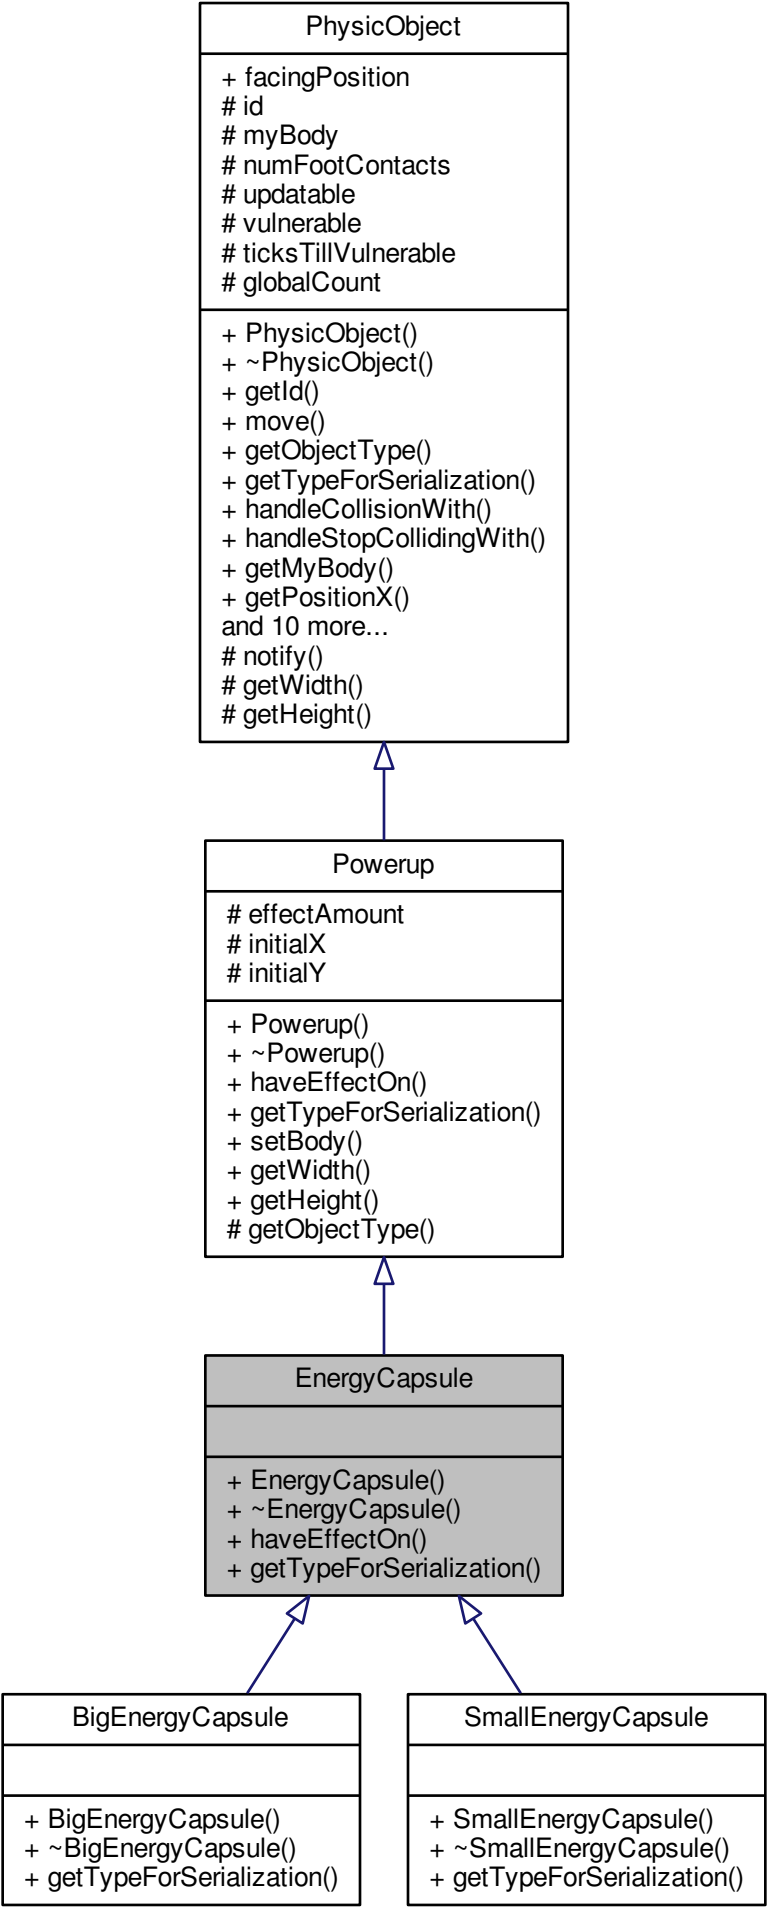 PhysicObject
+ facingPosition
# id
# myBody
# numFootContacts
# updatable
# vulnerable
# ticksTillVulnerable
# globalCount
+ PhysicObject()
+ ~PhysicObject()
+ getId()
+ move()
+ getObjectType()
+ getTypeForSerialization()
+ handleCollisionWith()
+ handleStopCollidingWith()
+ getMyBody()
+ getPositionX()
and 10 more...
# notify()
# getWidth()
# getHeight()
Powerup
# effectAmount
# initialX
# initialY
+ Powerup()
+ ~Powerup()
+ haveEffectOn()
+ getTypeForSerialization()
+ setBody()
+ getWidth()
+ getHeight()
# getObjectType()
EnergyCapsule
+ EnergyCapsule()
+ ~EnergyCapsule()
+ haveEffectOn()
+ getTypeForSerialization()
BigEnergyCapsule
+ BigEnergyCapsule()
+ ~BigEnergyCapsule()
+ getTypeForSerialization()
SmallEnergyCapsule
+ SmallEnergyCapsule()
+ ~SmallEnergyCapsule()
+ getTypeForSerialization()